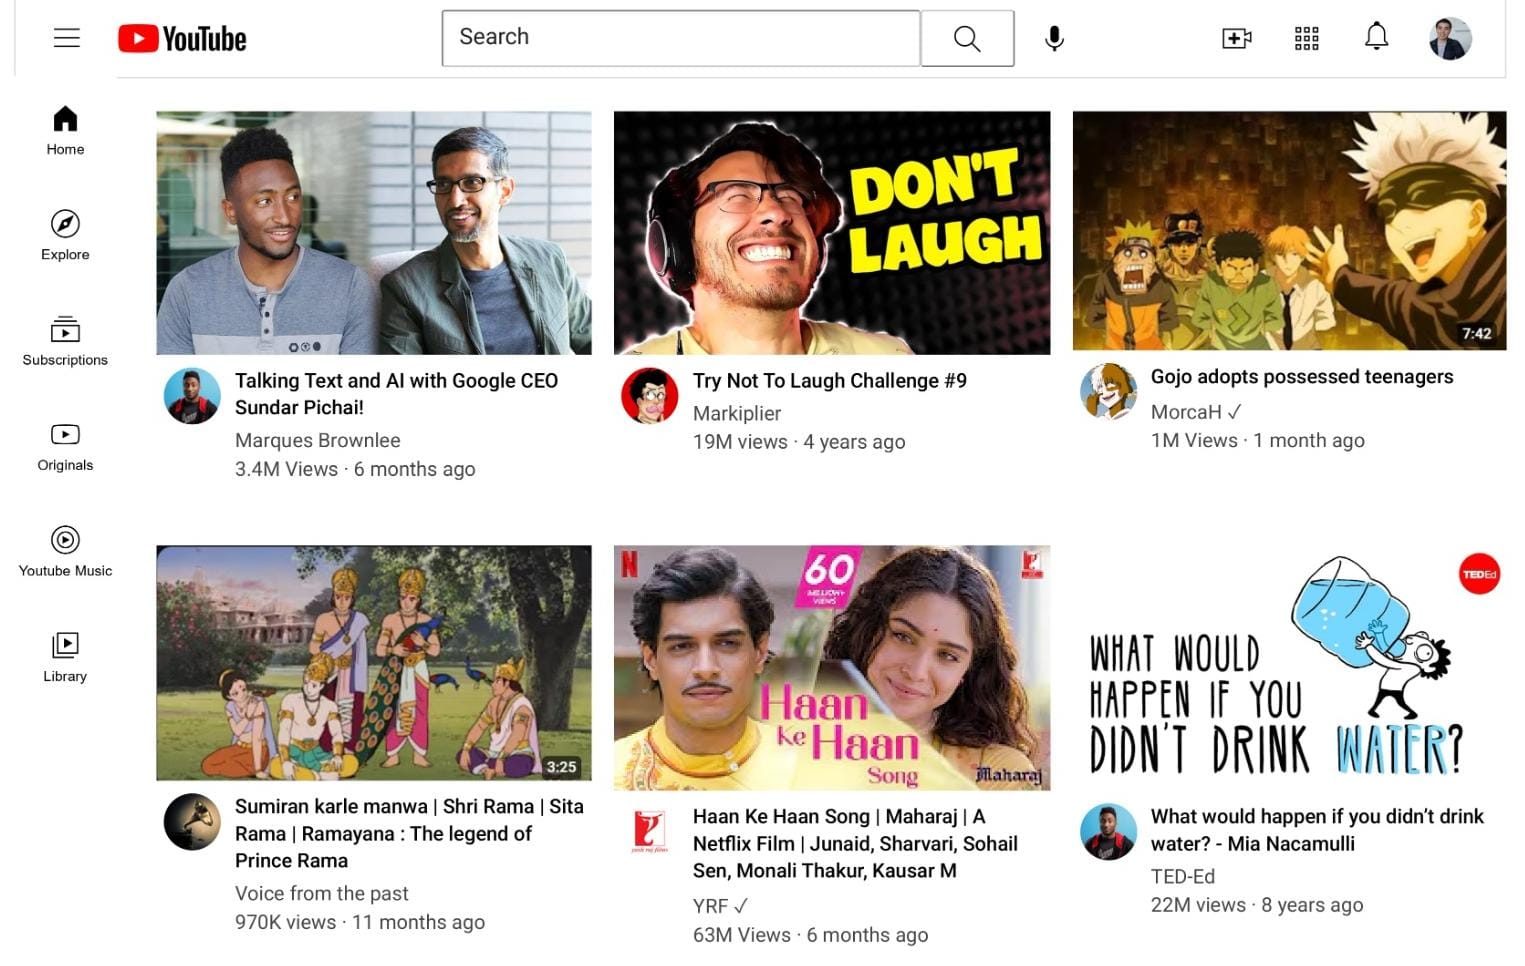 YouTube
Search
Home
Explore
Subscriptions
Originals
Youtube Music
Library
DON'T
LAUGH
7:42
Talking Text and AI with Google CEO
Sundar Pichai!
Marques Brownlee
3.4M Views · 6 months ago
Try Not To Laugh Challenge #9
Markiplier
19M views · 4 years ago
Gojo adopts possessed teenagers
MorcaH ✓
1M Views · 1 month ago
3:25
N
60
MILLION+
VIEWS
Haan
Ke Haan
Song
Maharaj
TEDEd
WHAT WOULD
HAPPEN IF YOU
DIDN'T DRINK WATER?
Sumiran karle manwa | Shri Rama | Sita
Rama | Ramayana : The legend of
Prince Rama
Voice from the past
970K views · 11 months ago
yash raj films
Haan Ke Haan Song | Maharaj | A
Netflix Film | Junaid, Sharvari, Sohail
Sen, Monali Thakur, Kausar M
YRF ✓
63M Views · 6 months ago
What would happen if you didn’t drink
water? - Mia Nacamulli
TED-Ed
22M views · 8 years ago